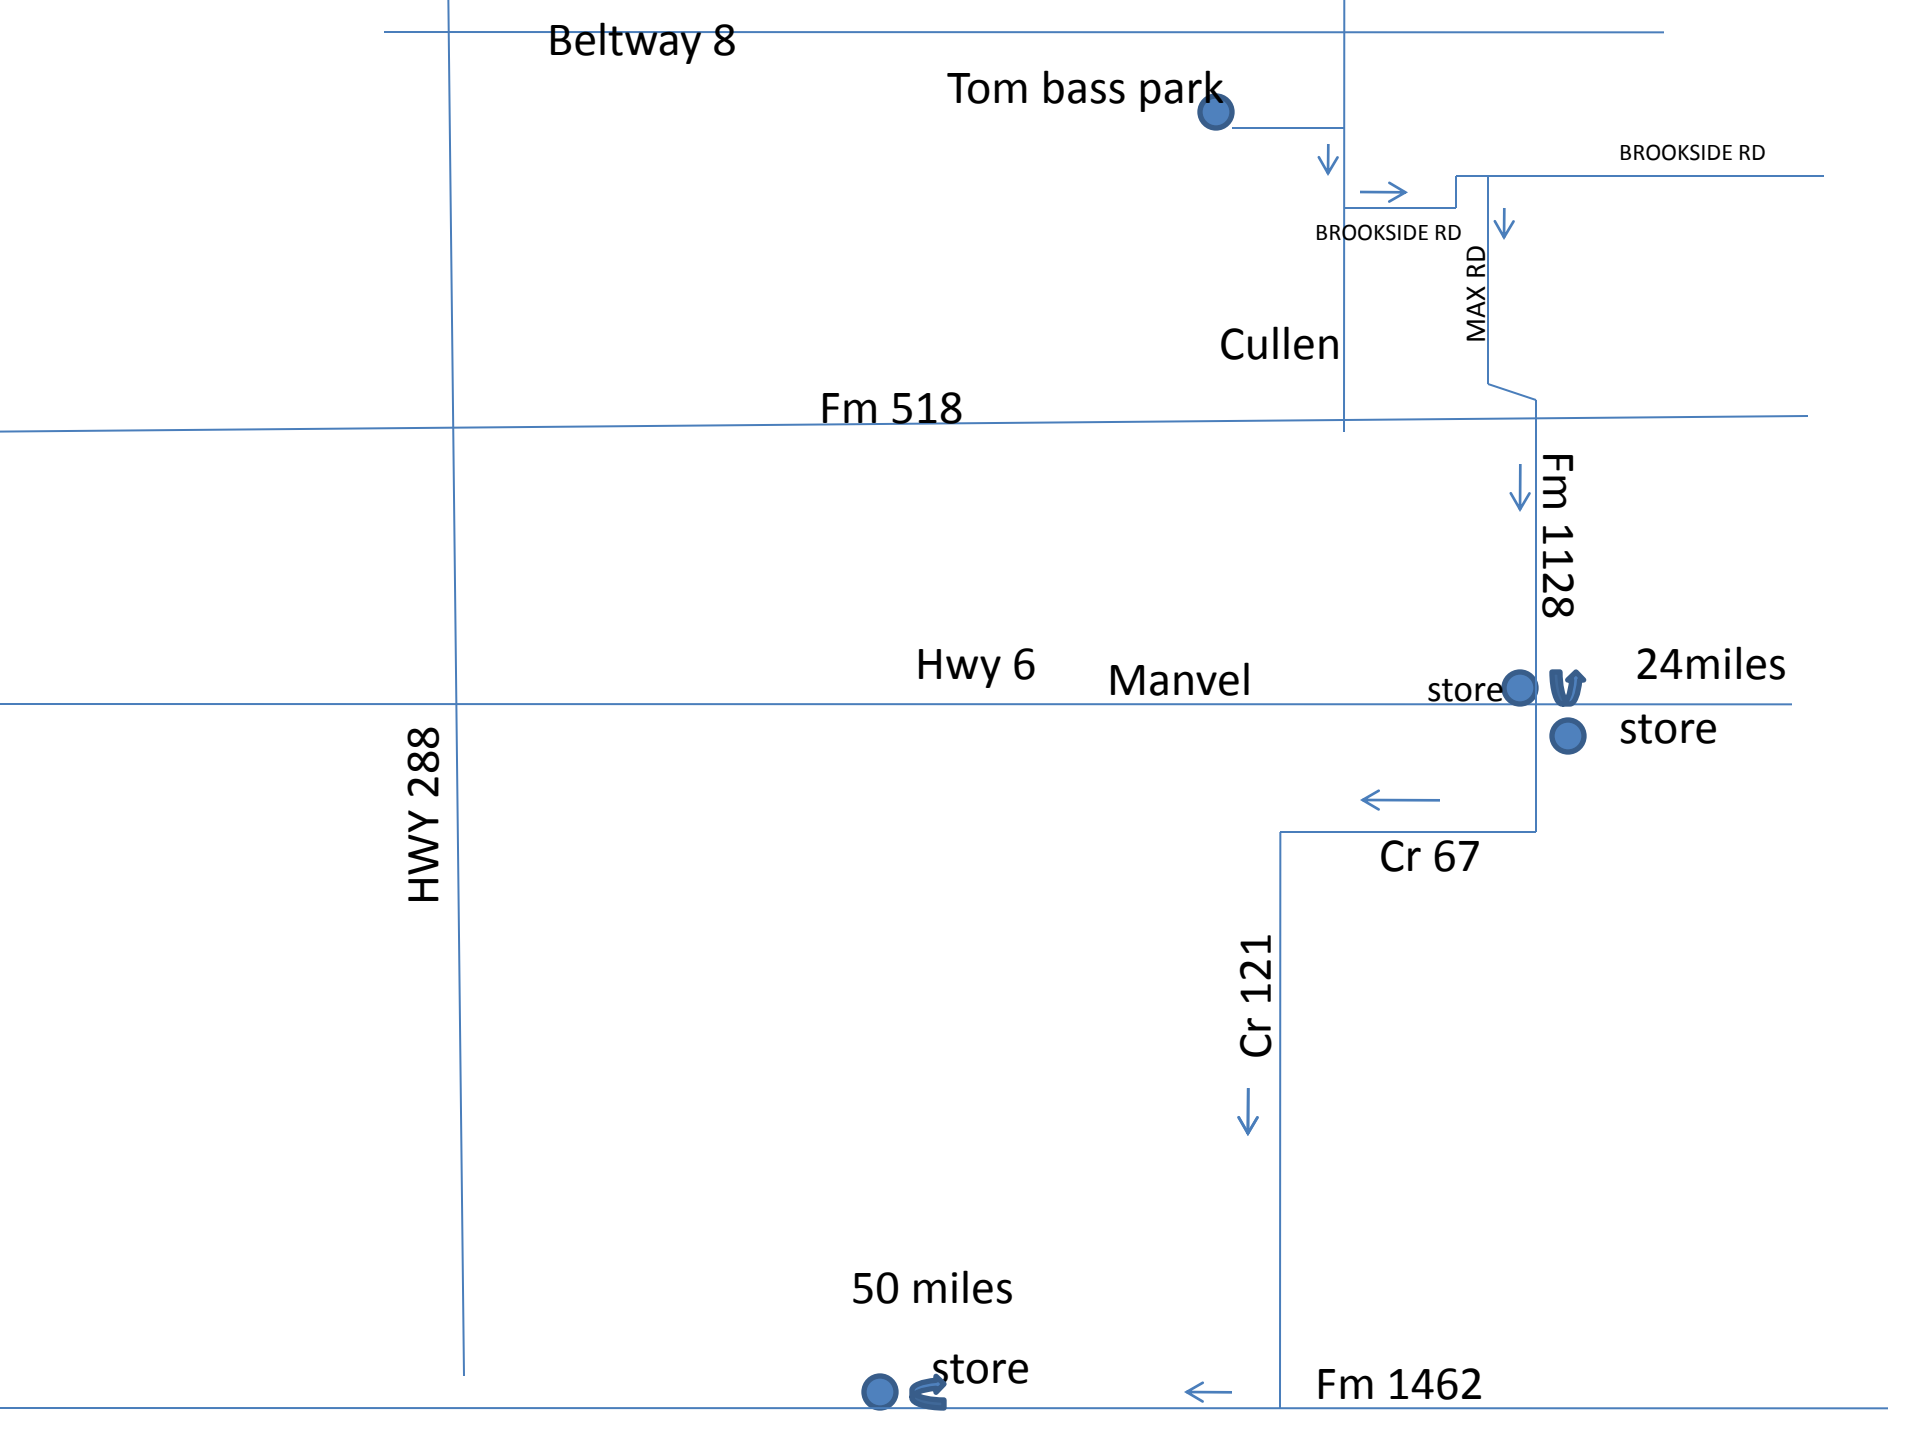 Beltway 8
Tom bass park
BROOKSIDE RD
BROOKSIDE RD
MAX RD
Cullen
Fm 518
Fm 1128
Hwy 6
Manvel
store
24miles
store
HWY 288
Cr 67
Cr 121
50 miles
store
Fm 1462